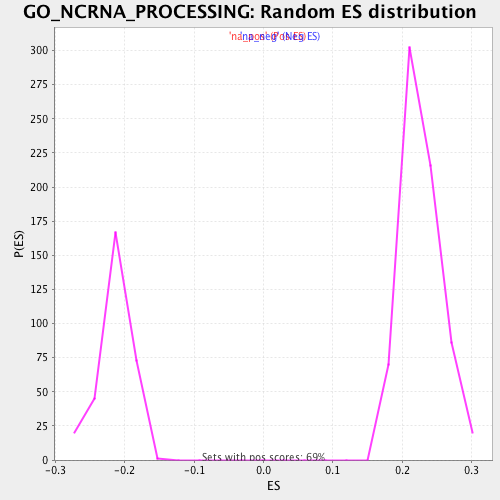 GO_NCRNA_PROCESSING: Random ES distribution
(Neg ES)
300
275
250
225
200
175
150
125
100
75
50
25
0
P(ES)
Sets with pos scores: 69%
-0.3 -0.2 -0.1 0.0 0.1 0.2 0.3
ES